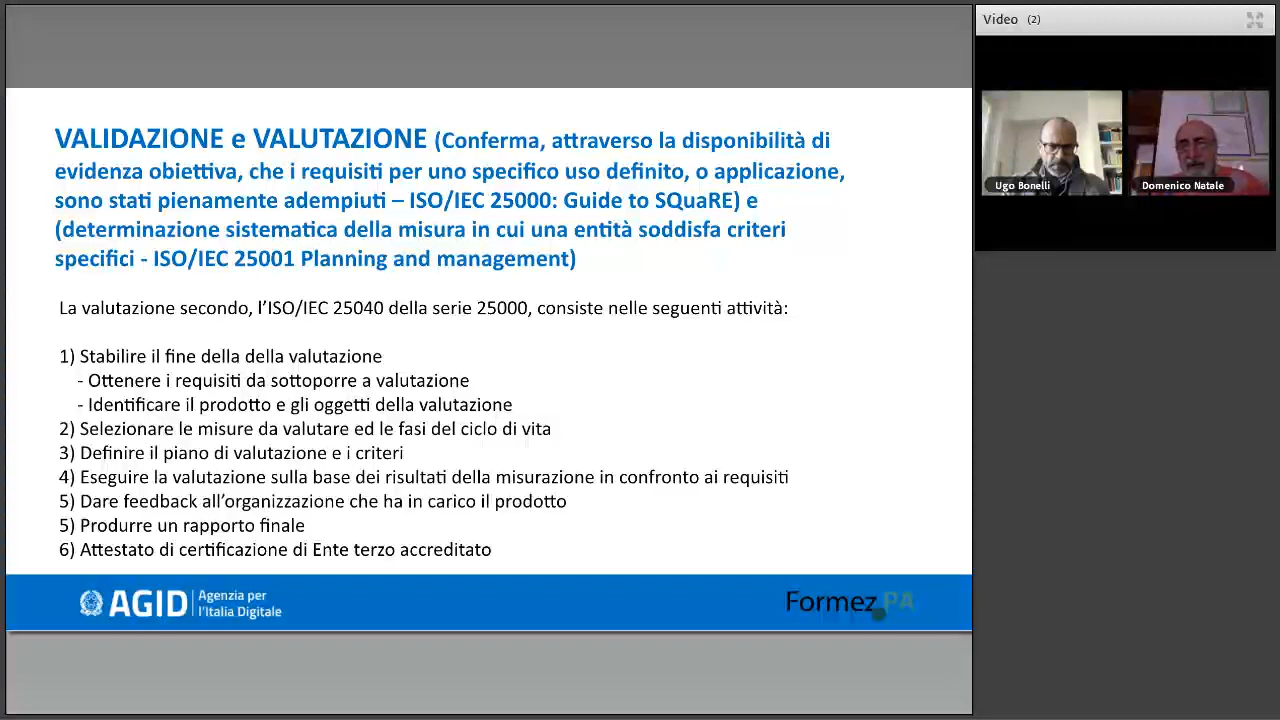 Video (2)
VALIDAZIONE e VALUTAZIONE (Conferma, attraverso la disponibilità di
evidenza obiettiva, che i requisiti per uno specifico uso definito, o applicazione,
sono stati pienamente adempiuti – ISO/IEC 25000: Guide to SQuaRE) e
(determinazione sistematica della misura in cui una entità soddisfa criteri
specifici - ISO/IEC 25001 Planning and management)
Ugo Bonelli
Domenico Natale
La valutazione secondo, l’ISO/IEC 25040 della serie 25000, consiste nelle seguenti attività:
1) Stabilire il fine della della valutazione
- Ottenere i requisiti da sottoporre a valutazione
- Identificare il prodotto e gli oggetti della valutazione
2) Selezionare le misure da valutare ed le fasi del ciclo di vita
3) Definire il piano di valutazione e i criteri
4) Eseguire la valutazione sulla base dei risultati della misurazione in confronto ai requisiti
5) Dare feedback all’organizzazione che ha in carico il prodotto
5) Produrre un rapporto finale
6) Attestato di certificazione di Ente terzo accreditato
AGID
Agenzia per
l’Italia Digitale
Formez PA